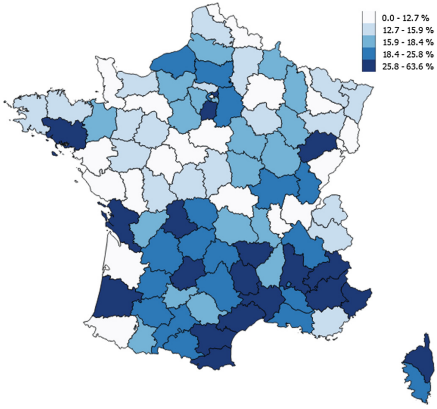 0.0 - 12.7 %
12.7 - 15.9 %
15.9 - 18.4 %
18.4 - 25.8 %
25.8 - 63.6 %